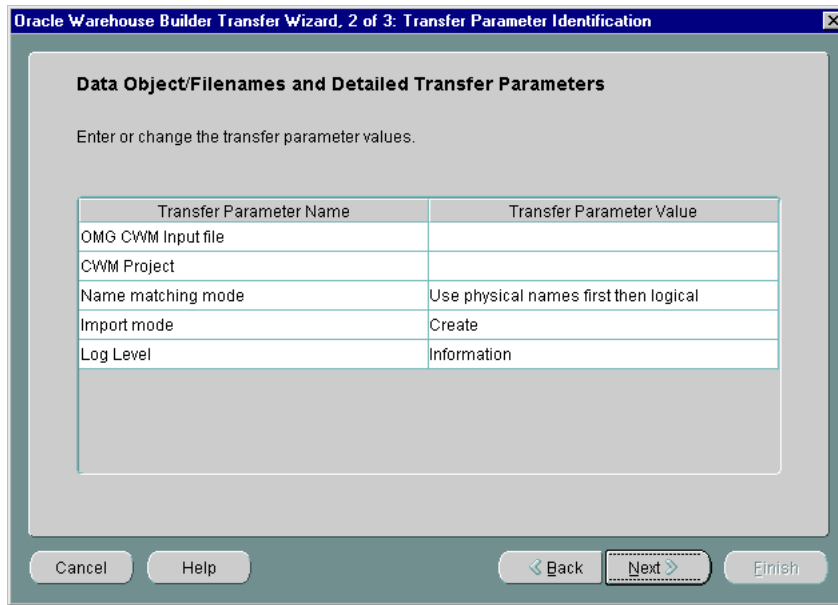 Oracle Warehouse Builder Transfer Wizard, 2 of 3: Transfer Parameter Identification
Data Object/Filenames and Detailed Transfer Parameters
Enter or change the transfer parameter values.
Transfer Parameter Name Transfer Parameter Value
OMG CWM Input file
CWM Project
Name matching mode Use physical names first then logical
Import mode Create
Log Level Information
Cancel Help Back Next Finish